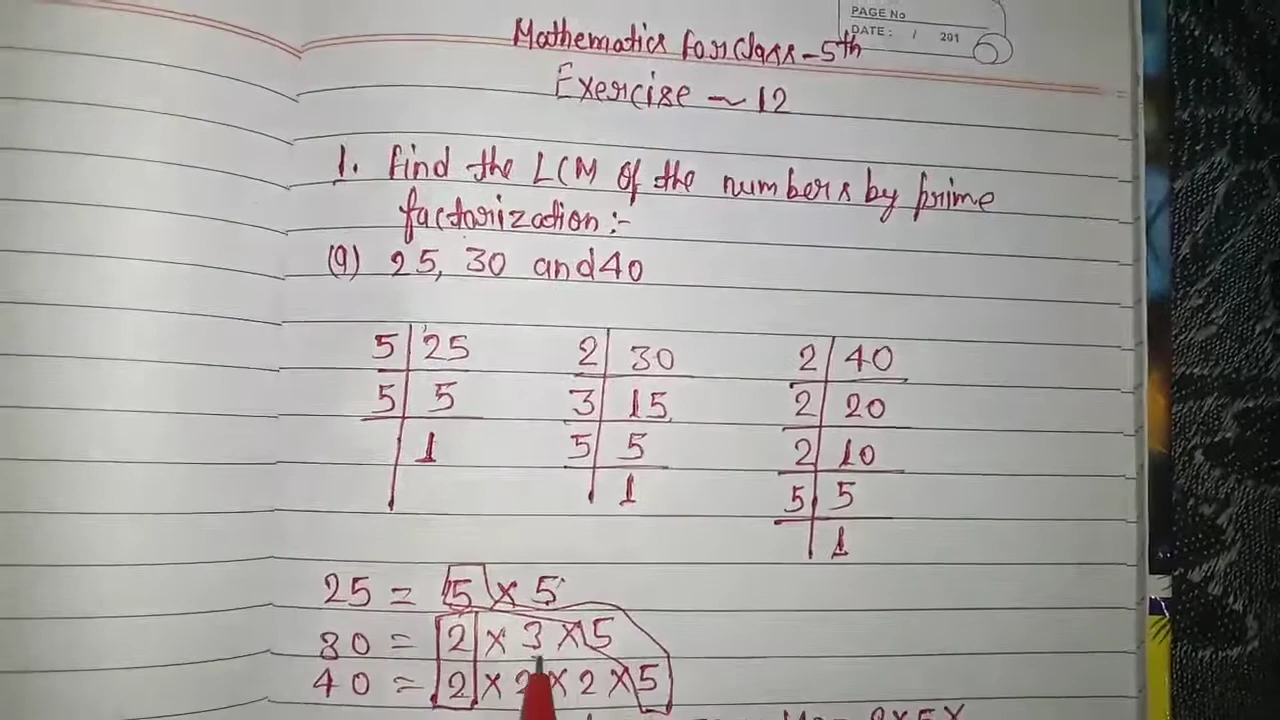 PAGE No
DATE: / 201
6
Mathematics For Class-5th
Exercise ~ 12
1. Find the LCM of the numbers by prime
factorization:-
(a) 25, 30 and 40
5 25 2 30 2 40
5 5 3 15 2 20
1 5 5 2 10
1 5 5
1
25 = 5 × 5
30 = 2 × 3 × 5
40 = 2 × 2 × 2 × 5